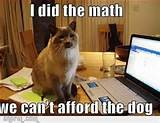 I did the math
we can't afford the dog